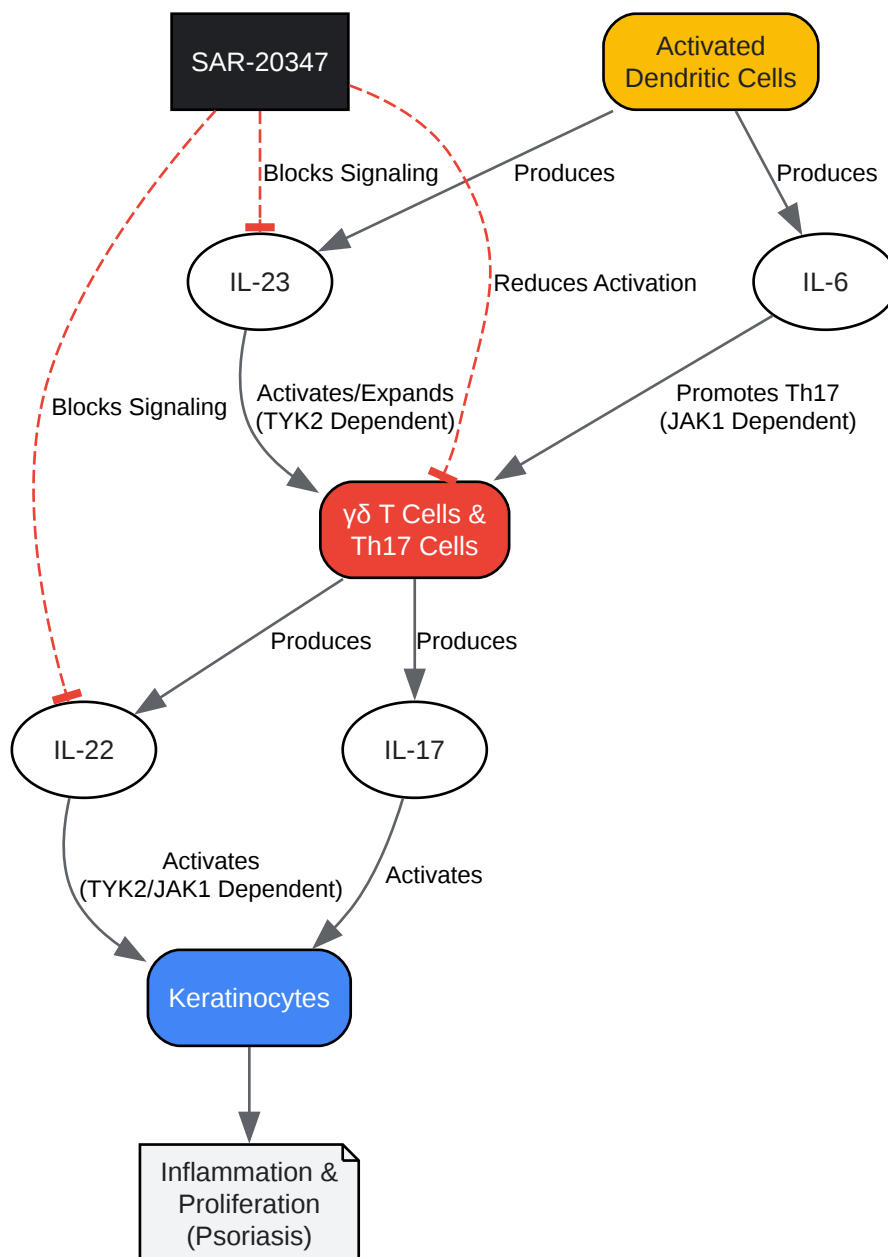 SAR-20347
Activated
Dendritic Cells
Blocks Signaling
Produces
Produces
IL-23
Reduces Activation
IL-6
Blocks Signaling
Activates/Expands
(TYK2 Dependent)
Promotes Th17
(JAK1 Dependent)
γδ T Cells &
Th17 Cells
Produces
Produces
IL-22
IL-17
Activates
(TYK2/JAK1 Dependent)
Activates
Keratinocytes
Inflammation &
Proliferation
(Psoriasis)